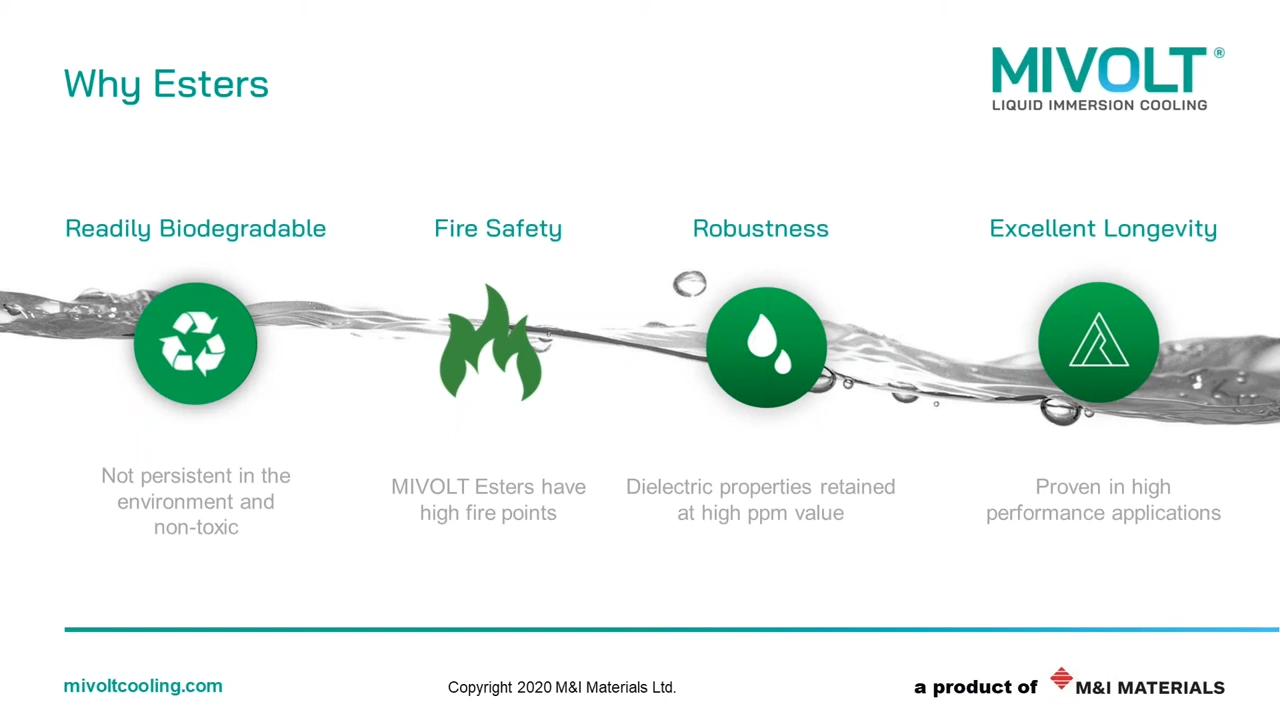 Why Esters
MIVOLT®
LIQUID IMMERSION COOLING
Readily Biodegradable
Fire Safety
Robustness
Excellent Longevity
Not persistent in the
environment and
non-toxic
MIVOLT Esters have
high fire points
Dielectric properties retained
at high ppm value
Proven in high
performance applications
mivoltcooling.com
Copyright 2020 M&I Materials Ltd.
a product of
M&I MATERIALS